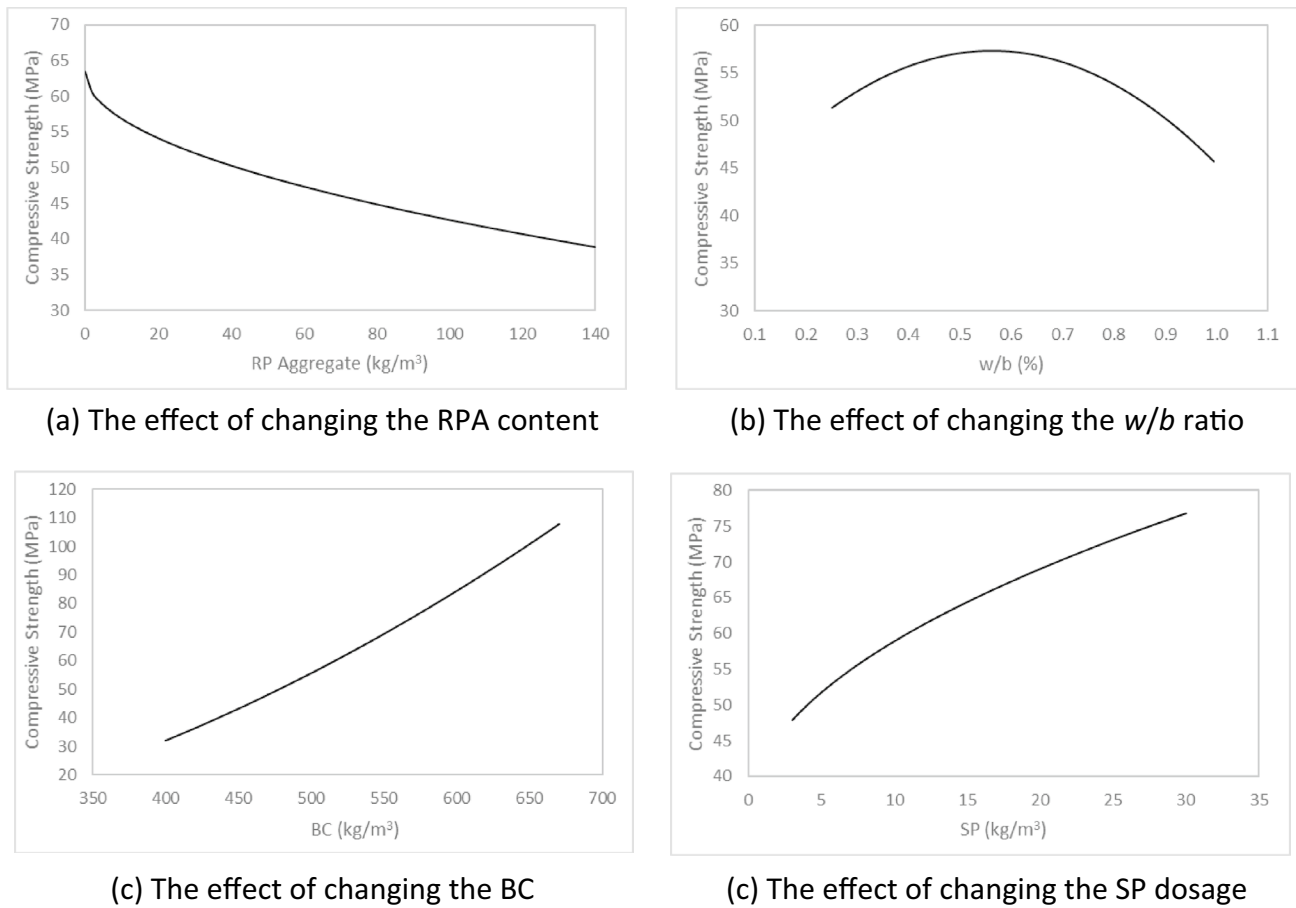 70
65
60
55
50
45
40
35
30
Compressive Strength (MPa)
0 20 40 60 80 100 120 140
RP Aggregate (kg/m³)
(a) The effect of changing the RPA content
60
55
50
45
40
35
30
Compressive Strength (MPa)
0.1 0.2 0.3 0.4 0.5 0.6 0.7 0.8 0.9 1.0 1.1
w/b (%)
(b) The effect of changing the w/b ratio
120
110
100
90
80
70
60
50
40
30
20
Compressive Strength (MPa)
350 400 450 500 550 600 650 700
BC (kg/m³)
(c) The effect of changing the BC
80
75
70
65
60
55
50
45
40
Compressive Strength (MPa)
0 5 10 15 20 25 30 35
SP (kg/m³)
(c) The effect of changing the SP dosage